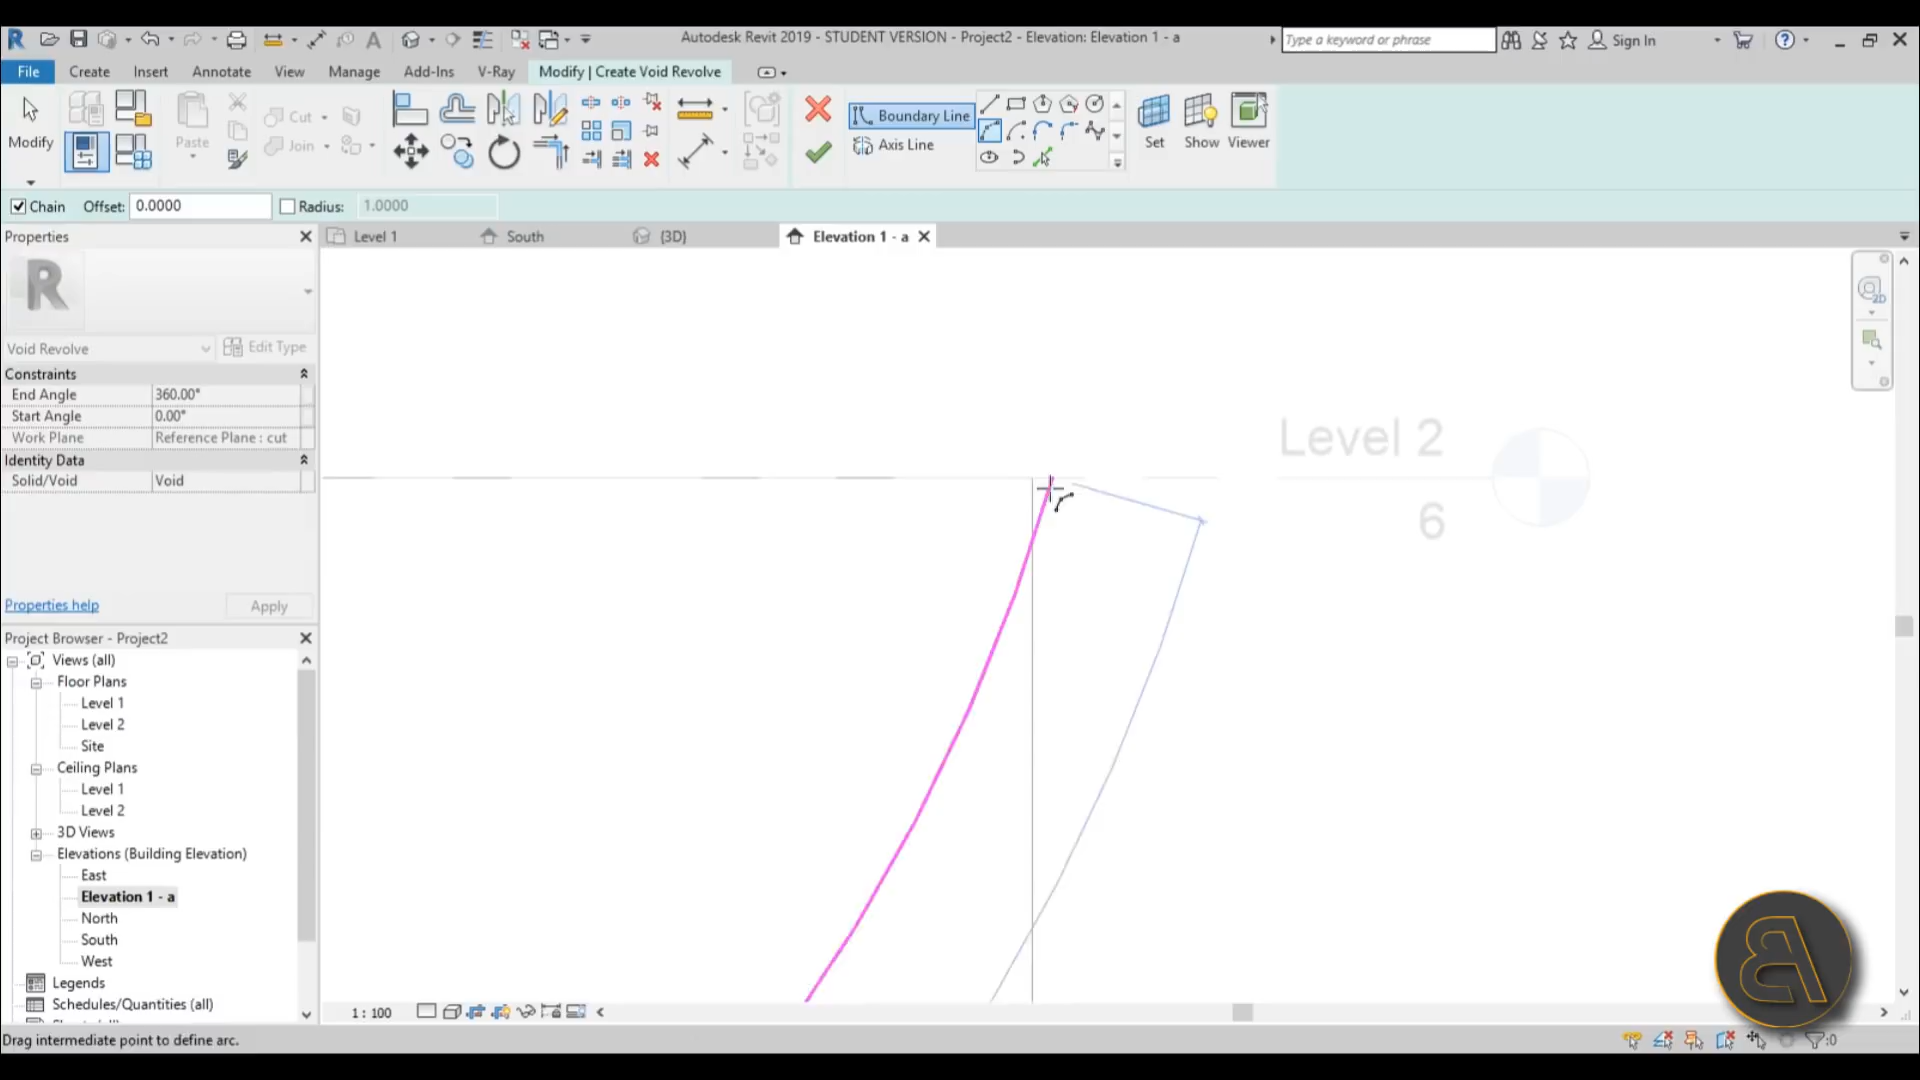 Autodesk Revit 2019 - STUDENT VERSION - Project2 - Elevation: Elevation 1 - a
Type a keyword or phrase
Sign In
File
Create
Insert
Annotate
View
Manage
Add-Ins
V-Ray
Modify | Create Void Revolve
Modify
Paste
Cut
Join
Boundary Line
Axis Line
Set
Show
Viewer
Chain
Offset:
0.0000
Radius:
1.0000
Properties
Level 1
South
{3D}
Elevation 1 - a
Void Revolve
Edit Type
Constraints
End Angle 360.00°
Start Angle 0.00°
Work Plane Reference Plane : cut
Identity Data
Solid/Void Void
Properties help
Apply
Level 2
6
Project Browser - Project2
Views (all)
Floor Plans
Level 1
Level 2
Site
Ceiling Plans
Level 1
Level 2
3D Views
Elevations (Building Elevation)
East
Elevation 1 - a
North
South
West
Legends
Schedules/Quantities (all)
1 : 100
Drag intermediate point to define arc.
:0